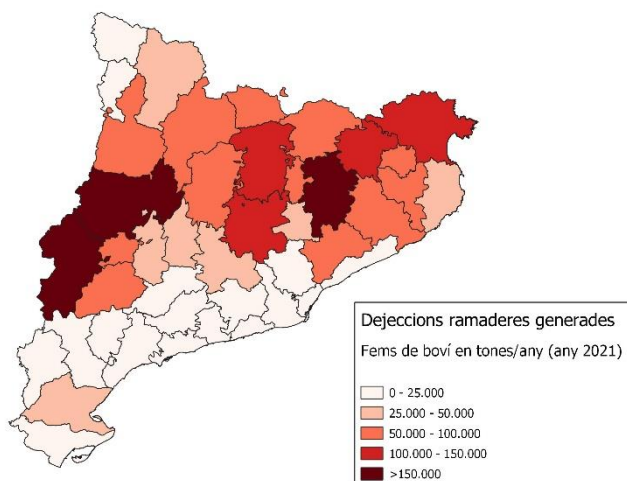 Dejeccions ramaderes generades
Fems de boví en tones/any (any 2021)
0 - 25.000
25.000 - 50.000
50.000 - 100.000
100.000 - 150.000
>150.000